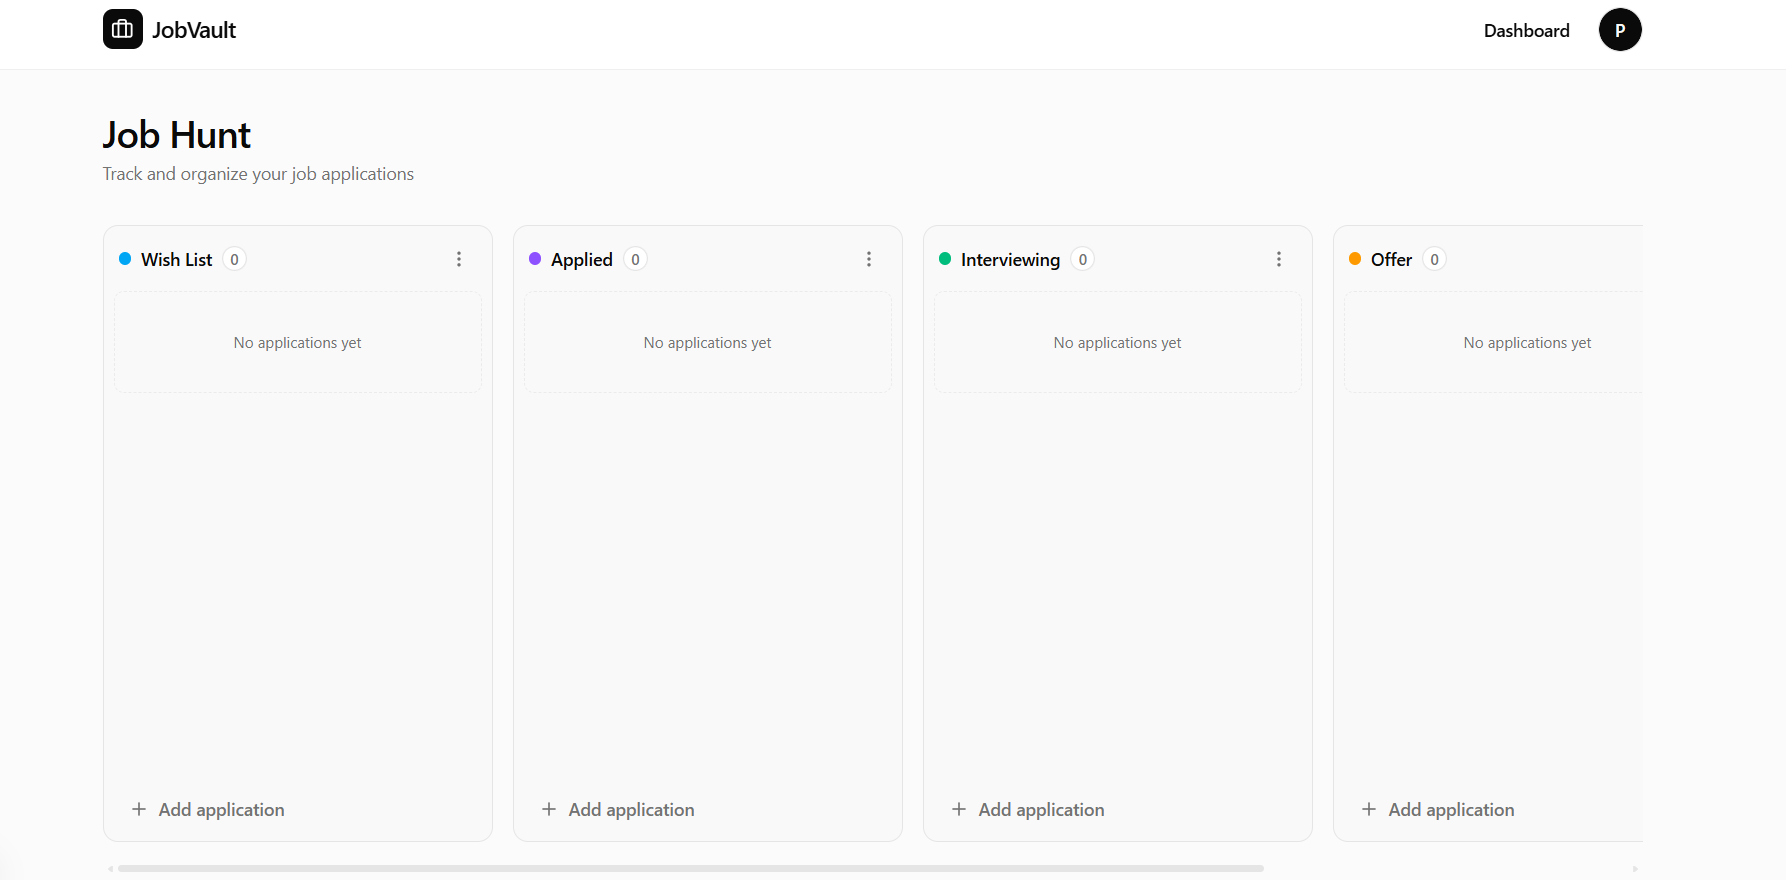 JobVault
Dashboard
P
Job Hunt
Track and organize your job applications
Wish List 0
Applied 0
Interviewing 0
Offer 0
No applications yet
No applications yet
No applications yet
No applications yet
Add application
Add application
Add application
Add application